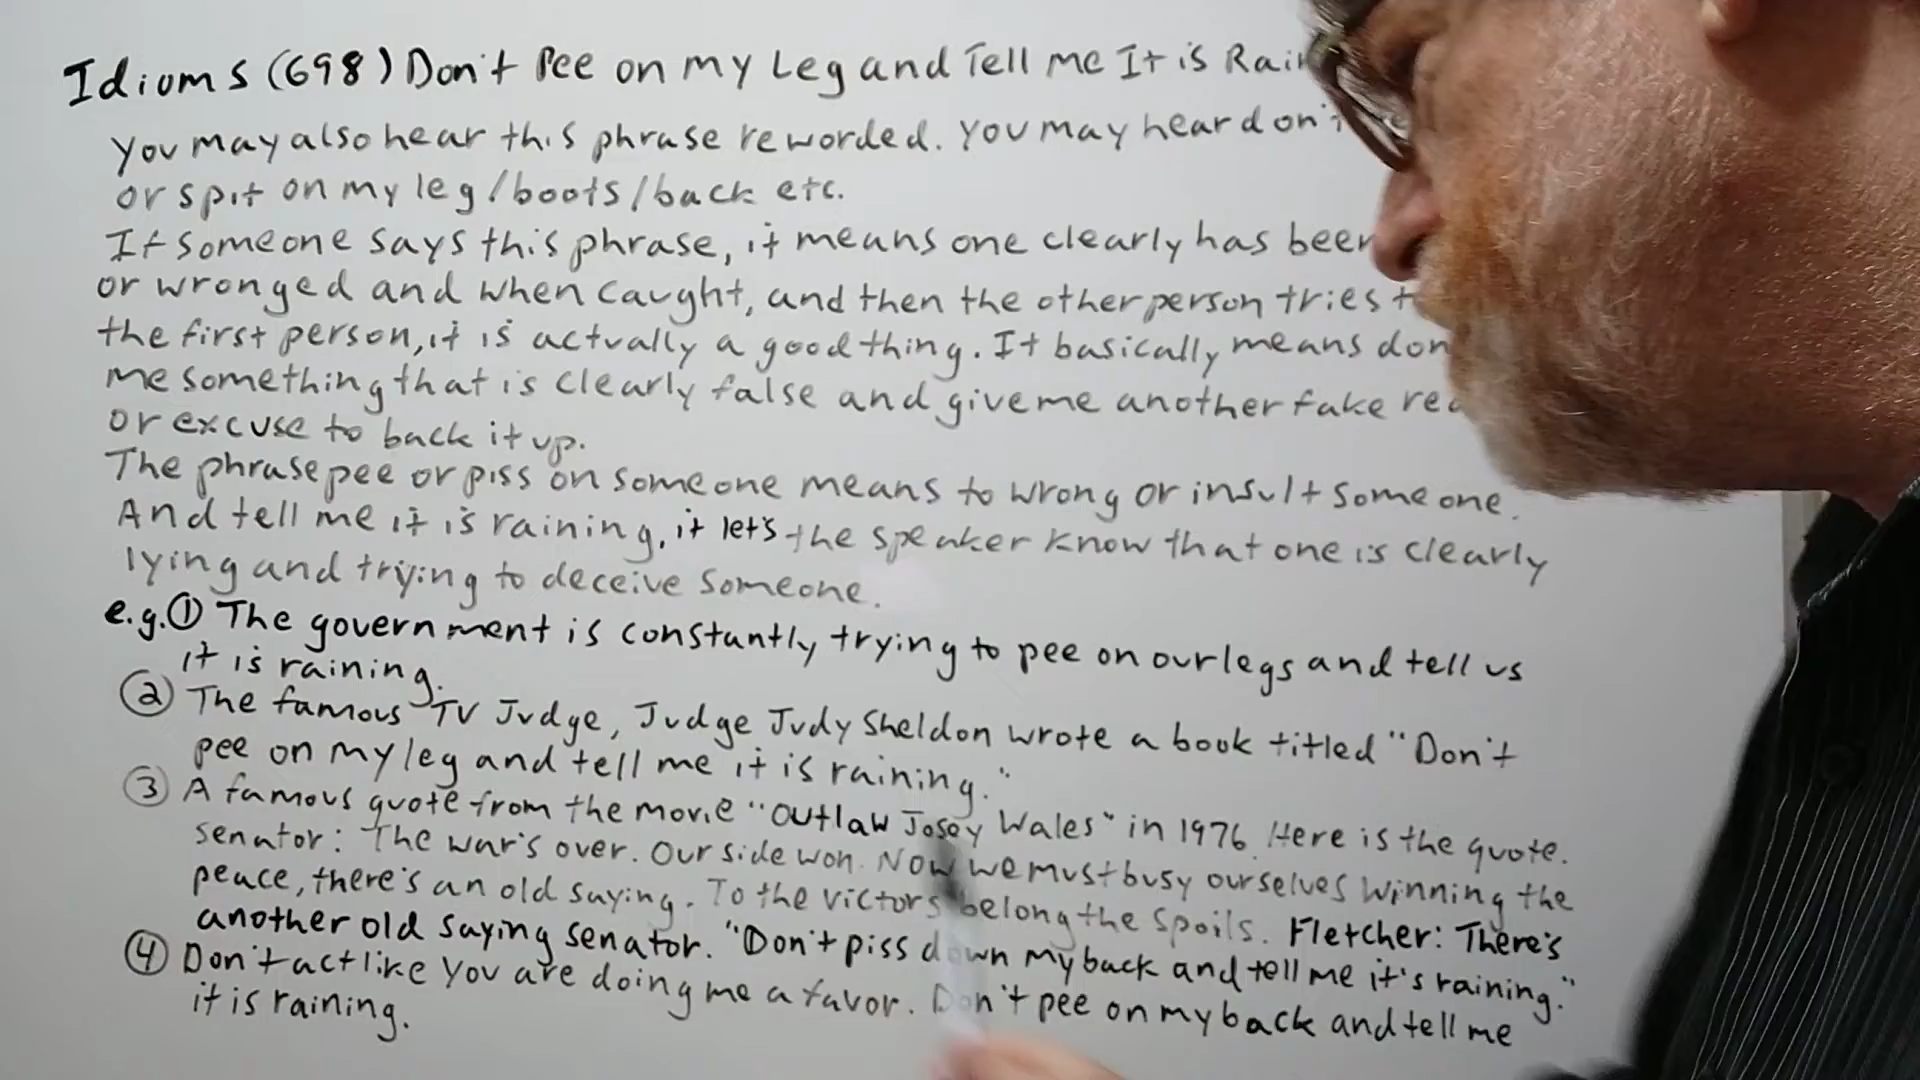 Idioms (698) Don't Pee on my Leg and Tell me It is
You may also hear this phrase reworded. You may hear
or spit on my leg/boots/back etc.
If someone says this phrase, it means one clearly has been
or wronged and when caught, and then the other person tries
the first person, it is actually a good thing. It basically means
me something that is clearly false and give me another fake
or excuse to back it up.
The phrase pee or piss on someone means to wrong or insult someone.
And tell me it is raining, it let's the speaker know that one is clearly
lying and trying to deceive someone.
e.g. ① The government is constantly trying to pee on our legs and tell us
it is raining.
② The famous TV Judge, Judge Judy Sheldon wrote a book titled "Don't
pee on my leg and tell me it is raining."
③ A famous quote from the movie "Outlaw Josey Wales" in 1976. Here is the quote.
senator: The war's over. Our side won. Now we must busy ourselves winning the
peace, there's an old saying. To the victors belong the spoils. Fletcher: There's
another old saying senator. "Don't piss down my back and tell me it's raining."
④ Don't act like you are doing me a favor. Don't pee on my back and tell me
it is raining.